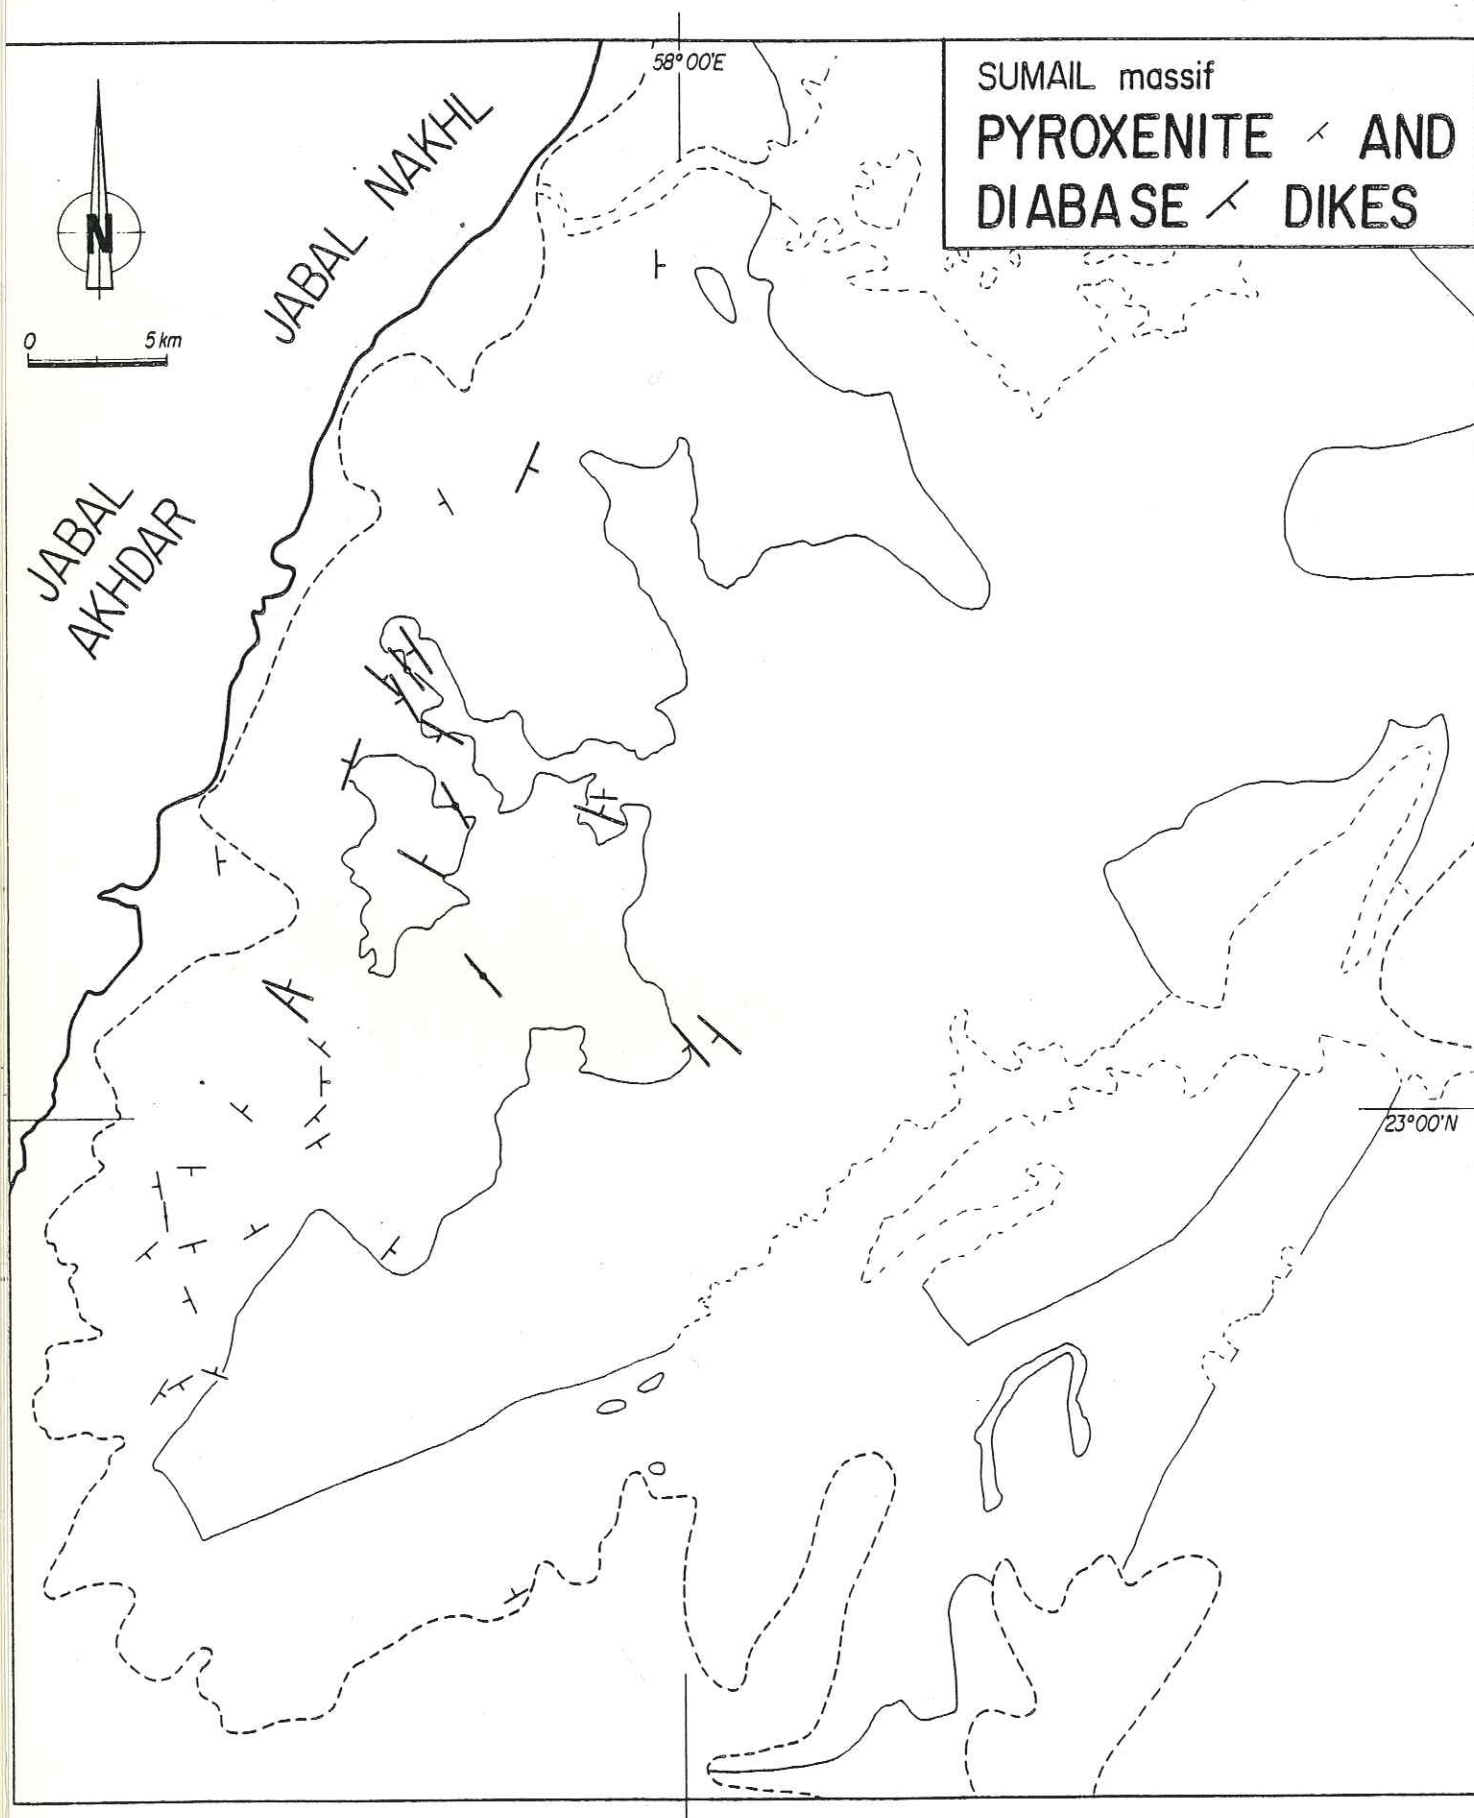 58°00'E
SUMAIL massif
PYROXENITE AND
DIABASE DIKES
JABAL NAKHL
N
0 5 km
JABAL
AKHDAR
23°00'N